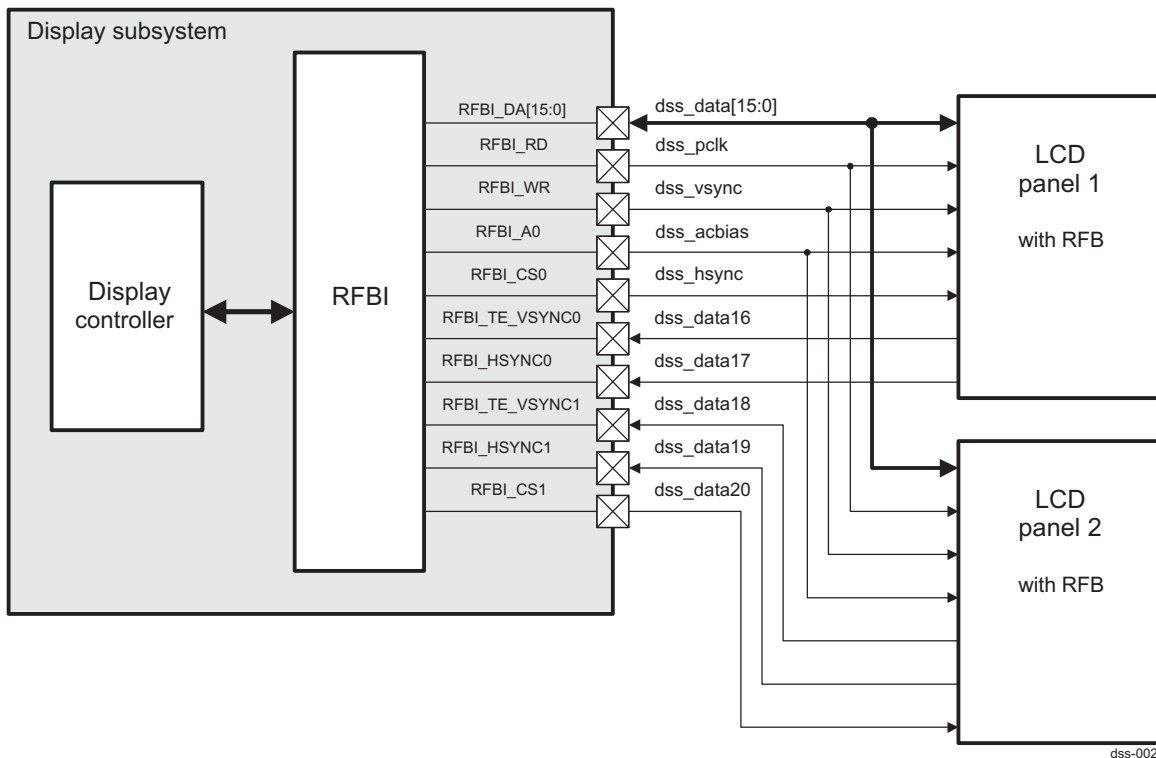 Display subsystem
Display
controller
RFBI
RFBI_DA[15:0]
RFBI_RD
RFBI_WR
RFBI_A0
RFBI_CS0
RFBI_TE_VSYNC0
RFBI_HSYNC0
RFBI_TE_VSYNC1
RFBI_HSYNC1
RFBI_CS1
dss_data[15:0]
dss_pclk
dss_vsync
dss_acbias
dss_hsync
dss_data16
dss_data17
dss_data18
dss_data19
dss_data20
LCD
panel 1
with RFB
LCD
panel 2
with RFB
dss-002